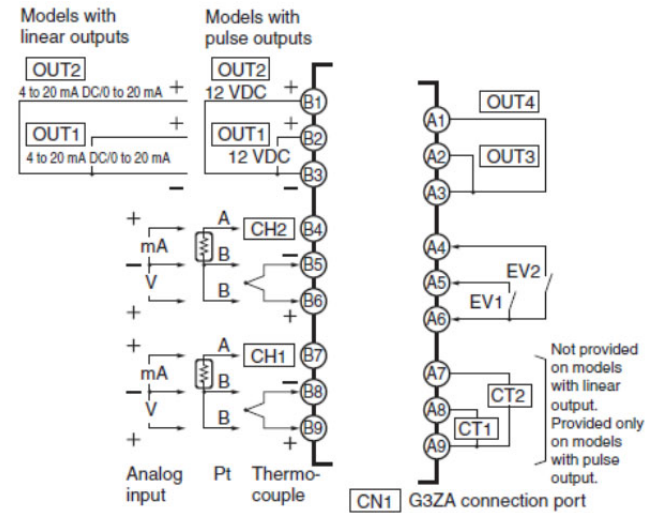 Models with
linear outputs
Models with
pulse outputs
OUT2
4 to 20 mA DC/0 to 20 mA +
OUT2
12 VDC +
B1
OUT1
4 to 20 mA DC/0 to 20 mA
+
OUT1
12 VDC
B2
−
−
B3
+
mA
−
V
+
A
B
B
CH2
B4
−
B5
+
B6
+
mA
−
V
+
A
B
B
CH1
B7
−
B8
+
B9
Analog
input
Pt
Thermo-
couple
A1
OUT4
A2
OUT3
A3
A4
A5
EV2
EV1
A6
A7
CT2
A8
CT1
A9
Not provided
on models
with linear
output.
Provided only
on models
with pulse
output.
CN1 G3ZA connection port